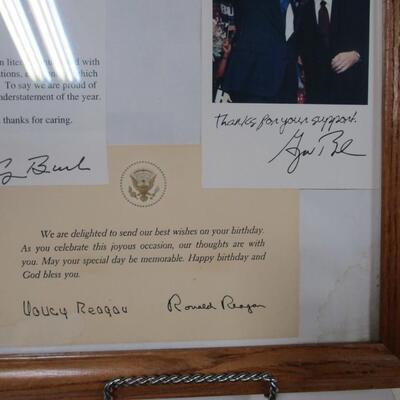 n litera
with
ations,
which
To say we are proud of
nderstatement of the year.
thanks for caring.
Bush
Thanks for your support.
We are delighted to send our best wishes on your birthday.
As you celebrate this joyous occasion, our thoughts are with
you. May your special day be memorable. Happy birthday and
God bless you.
Nancy Reagan Ronald Reagan